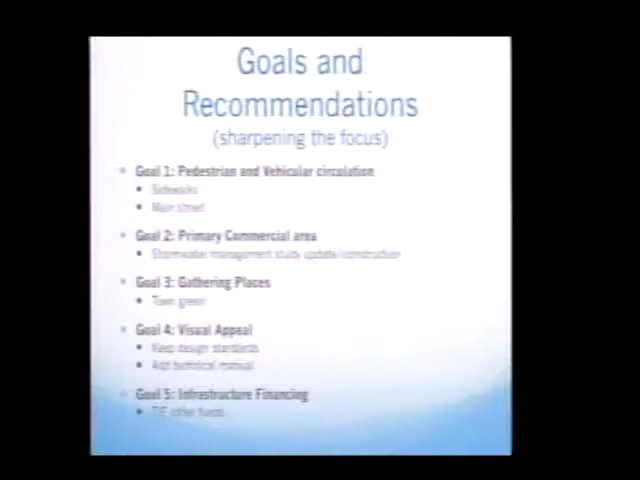 Goals and
Recommendations
(sharpening the focus)
Goal 1: Pedestrian and Vehicular circulation
Sidewalks
Main street
Goal 2: Primary Commercial area
Stormwater management study update/construction
Goal 3: Gathering Places
Town green
Goal 4: Visual Appeal
Keep design standards
Add technical manual
Goal 5: Infrastructure Financing
other funds